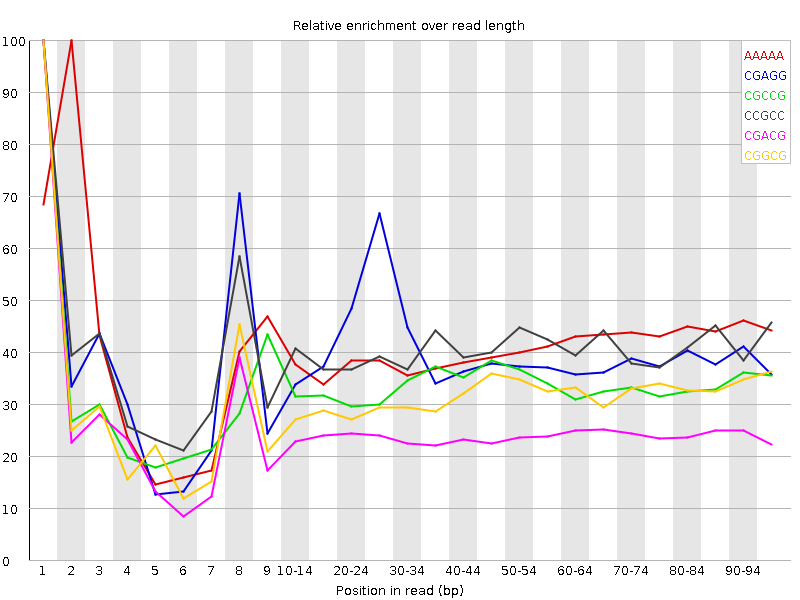 Relative enrichment over read length
100
90
80
70
60
50
40
30
20
10
0
AAAAA
CGAGG
CGCCG
CCGCC
CGACG
CGGCG
1 2 3 4 5 6 7 8 9 10-14 20-24 30-34 40-44 50-54 60-64 70-74 80-84 90-94
Position in read (bp)